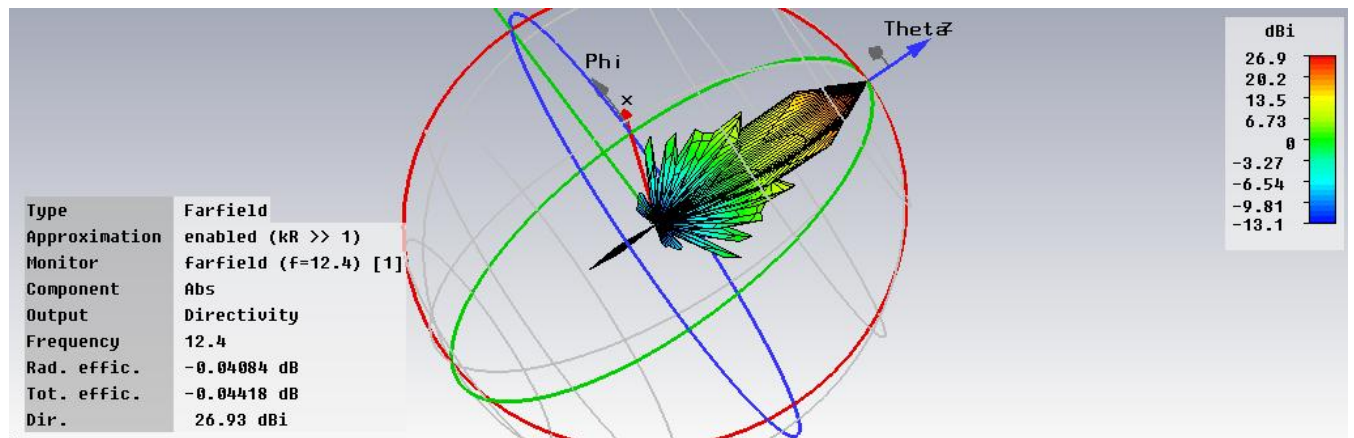 Theta Z
Phi
x
dBi
26.9
20.2
13.5
6.73
0
-3.27
-6.54
-9.81
-13.1
Type Farfield
Approximation enabled (kR >> 1)
Monitor farfield (f=12.4) [1]
Component Abs
Output Directivity
Frequency 12.4
Rad. effic. -0.04084 dB
Tot. effic. -0.04418 dB
Dir. 26.93 dBi